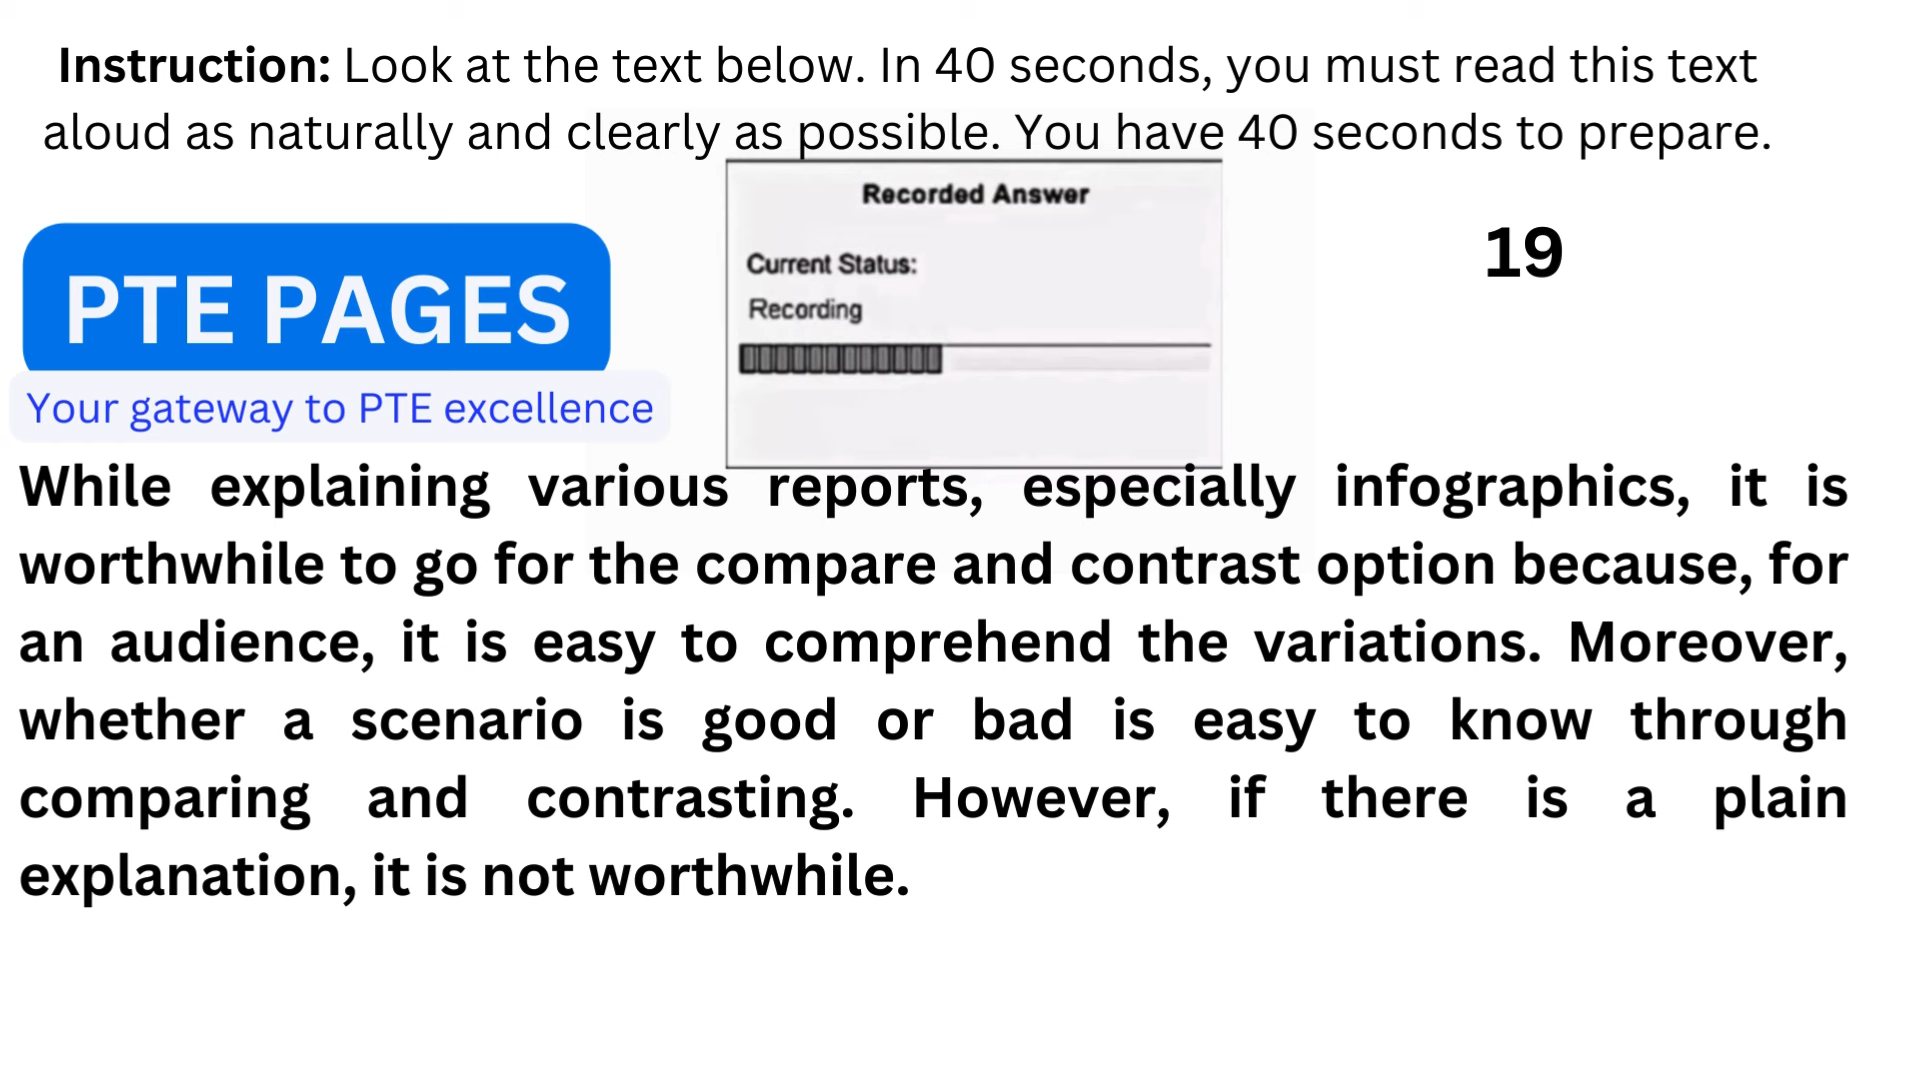 Instruction: Look at the text below. In 40 seconds, you must read this text
aloud as naturally and clearly as possible. You have 40 seconds to prepare.
Recorded Answer
Current Status:
Recording
19
PTE PAGES
Your gateway to PTE excellence
While explaining various reports, especially infographics, it is
worthwhile to go for the compare and contrast option because, for
an audience, it is easy to comprehend the variations. Moreover,
whether a scenario is good or bad is easy to know through
comparing and contrasting. However, if there is a plain
explanation, it is not worthwhile.